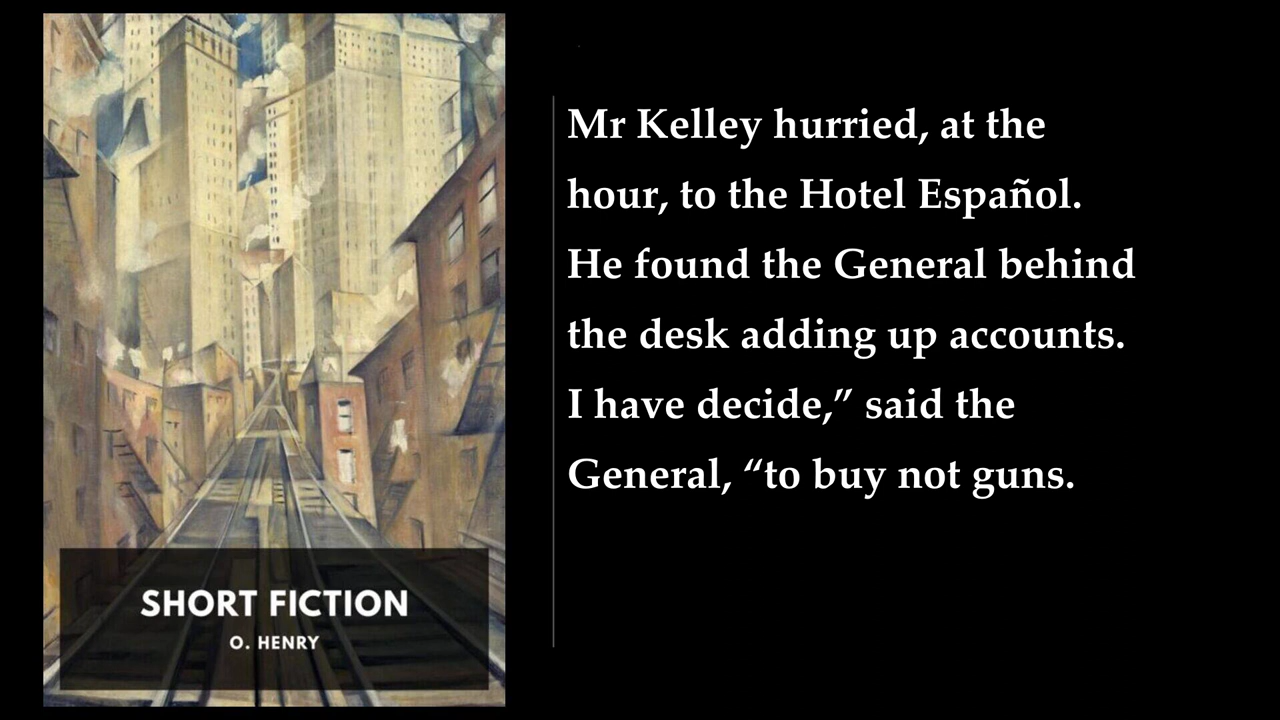 SHORT FICTION
O. HENRY
Mr Kelley hurried, at the
hour, to the Hotel Español.
He found the General behind
the desk adding up accounts.
I have decide,” said the
General, “to buy not guns.